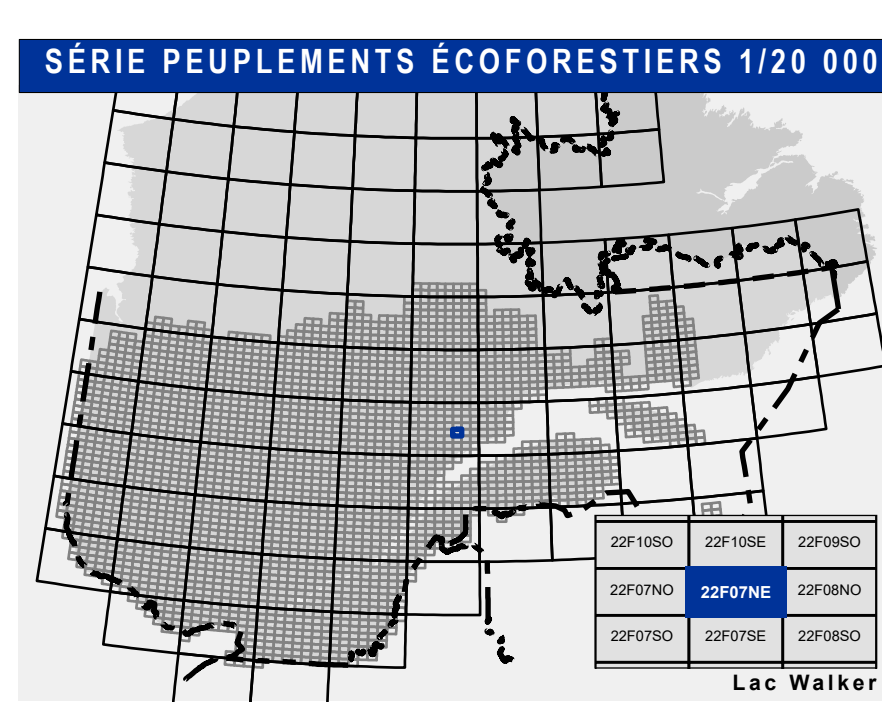 SÉRIE PEUPLEMENTS ÉCOFORESTIERS 1/20 000
22F10SO 22F10SE 22F09SO
22F07NO 22F07NE 22F08NO
22F07SO 22F07SE 22F08SO
Lac Walker